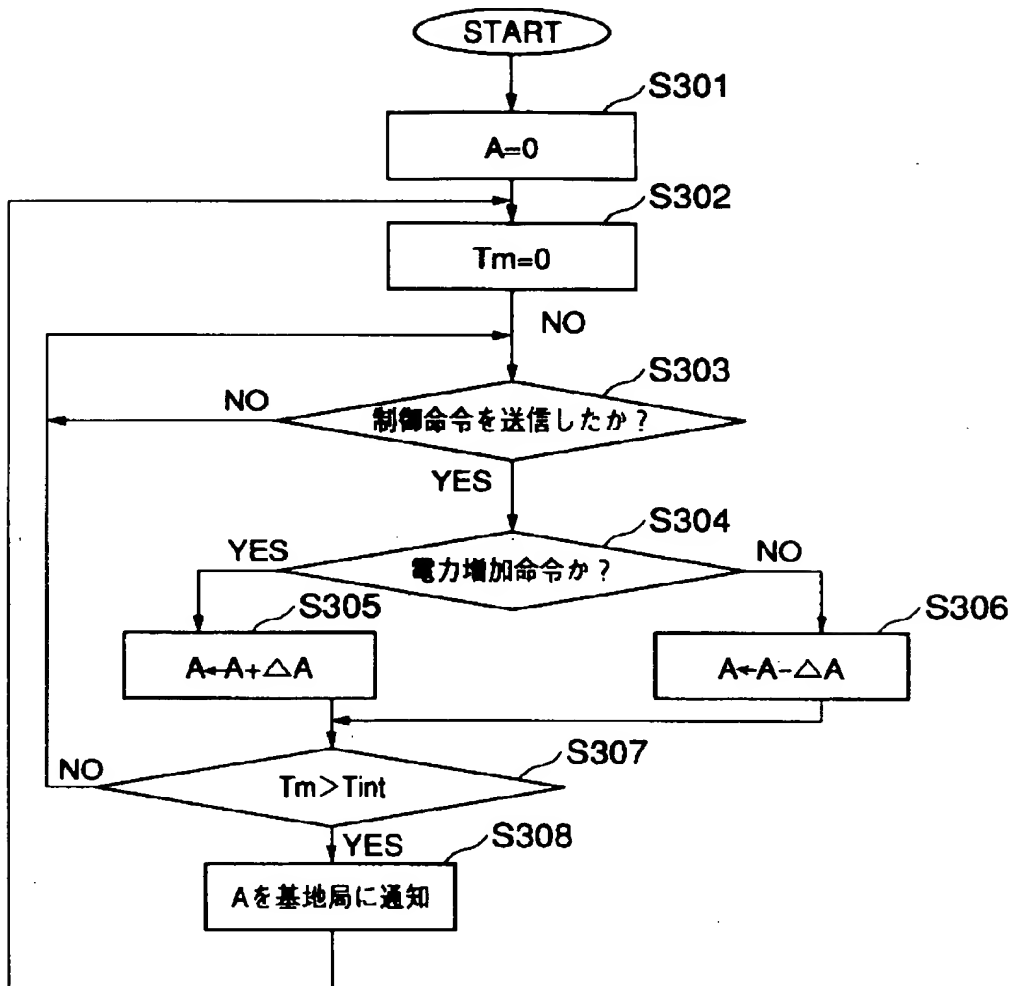 START
S301
A=0
S302
Tm=0
NO
S303
NO
制御命令を送信したか？
YES
S304
YES
NO
電力増加命令か？
S305
S306
A←A+△A
A←A-△A
S307
NO
Tm>Tint
YES
S308
Aを基地局に通知